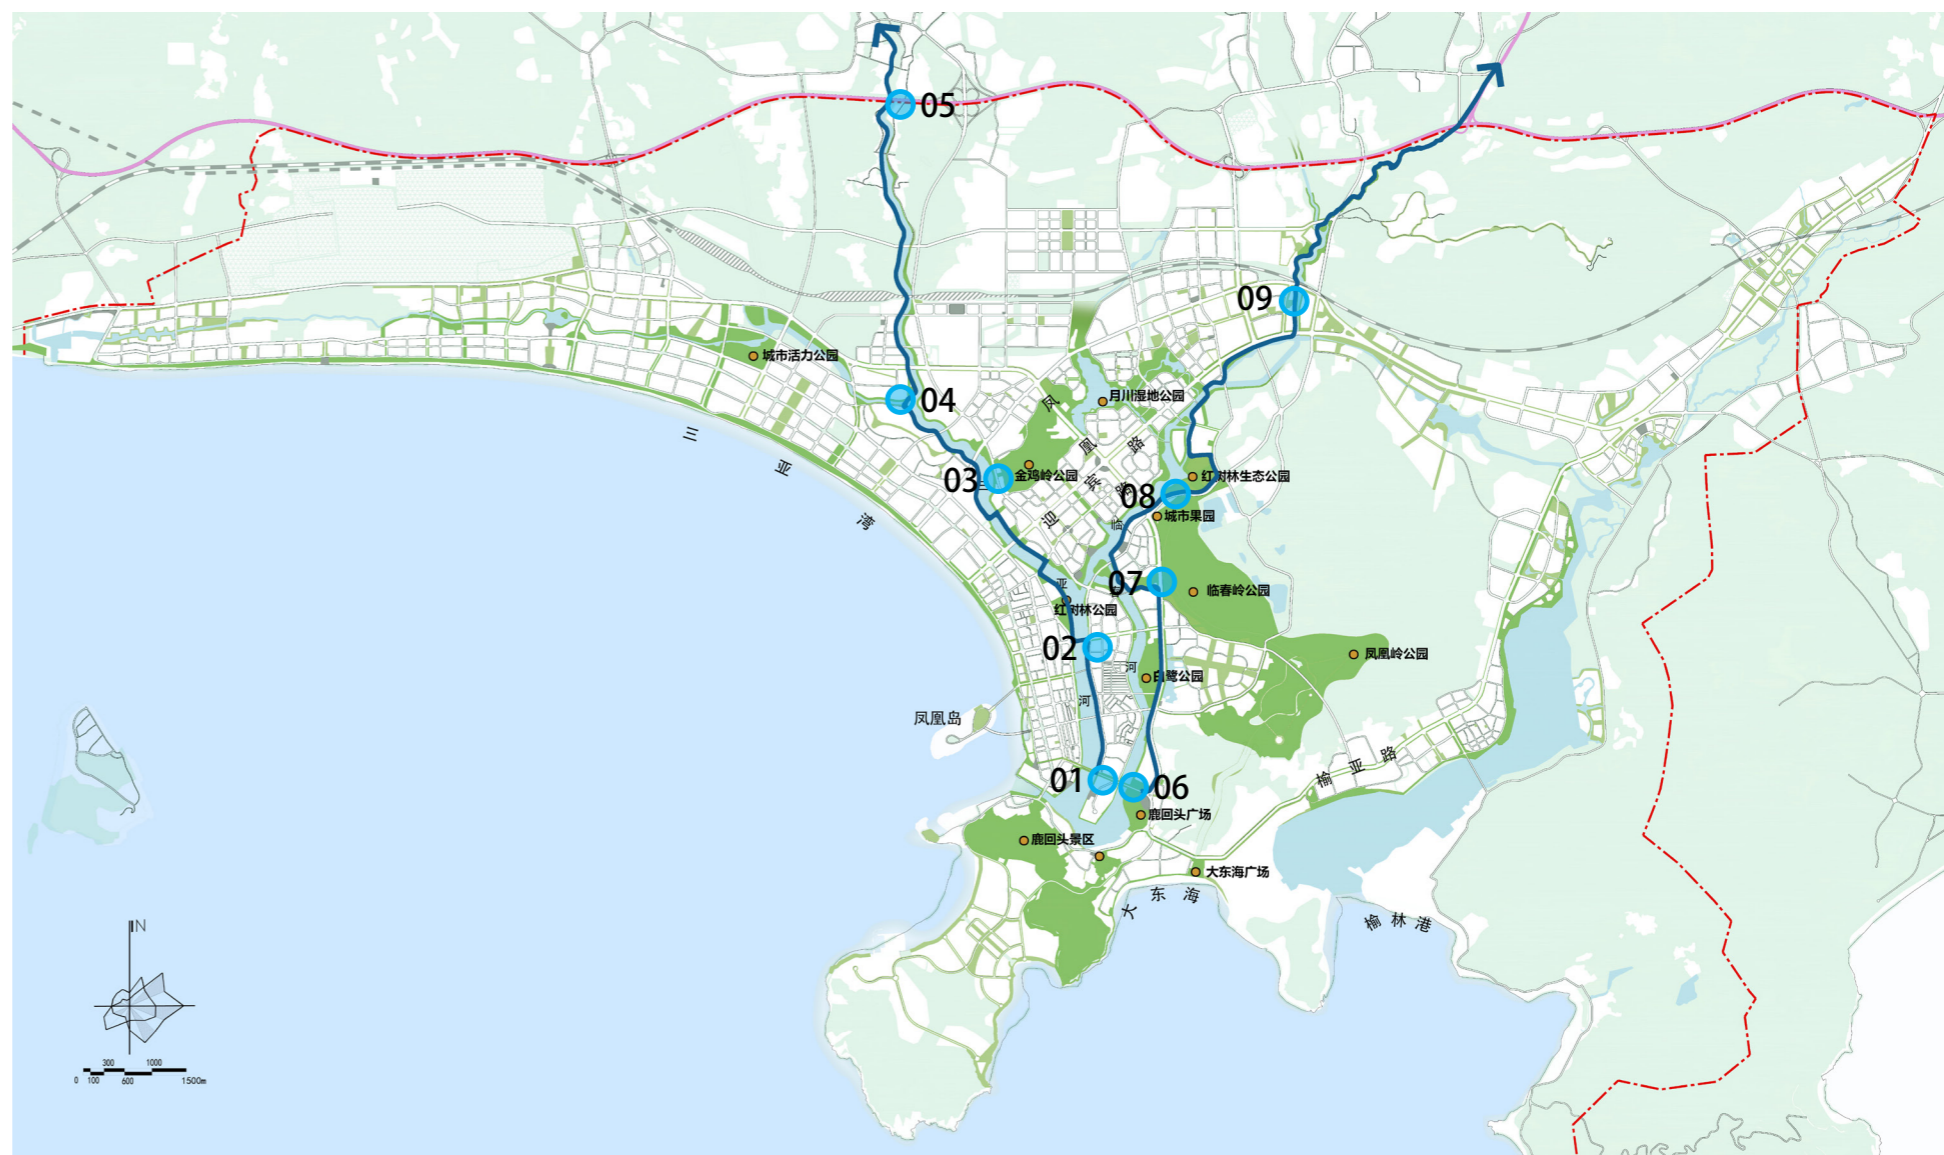 05
09
城市活力公园
04
月川湿地公园
凤
凰
路
三
亚
湾
03
三
金鸡岭公园
迎
宾
路
08
红树林生态公园
临
城市果园
07
春
临春岭公园
亚
红树林公园
02
河
白鹭公园
凤凰岭公园
河
凤凰岛
01
06
鹿回头广场
榆 亚 路
鹿回头景区
大东海广场
大 东 海
榆 林 港
N
300 1000
0 100 600 1500m